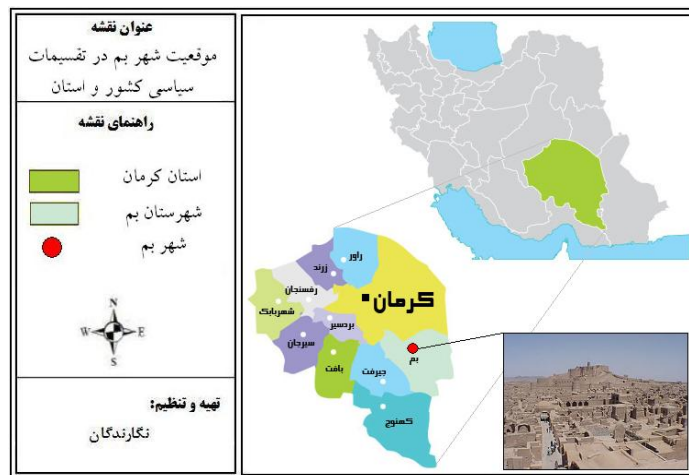 عنوان نقشه
موقعیت شهر بم در تقسیمات
سیاسی کشور و استان
راهنمای نقشه
استان کرمان
شهرستان بم
شهر بم
N
W E
S
تهیه و تنظیم:
نگارندگان
راور
زرند
رفسنجان
کرمان
شهربابک
بردسیر
سیرجان
بم
بافت
جیرفت
کهنوج